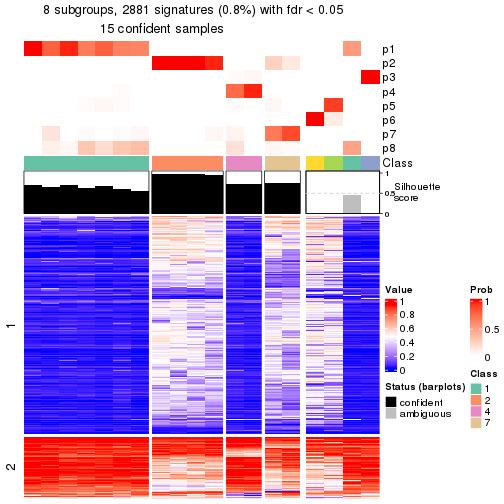 8 subgroups, 2881 signatures (0.8%) with fdr < 0.05
15 confident samples
p1
p2
p3
p4
p5
p6
p7
p8
Class
1
0.5
0
Silhouette
score
1
2
Value
1
0.8
0.6
0.4
0.2
0
Status (barplots)
confident
ambiguous
Prob
1
0.5
0
Class
1
2
4
7